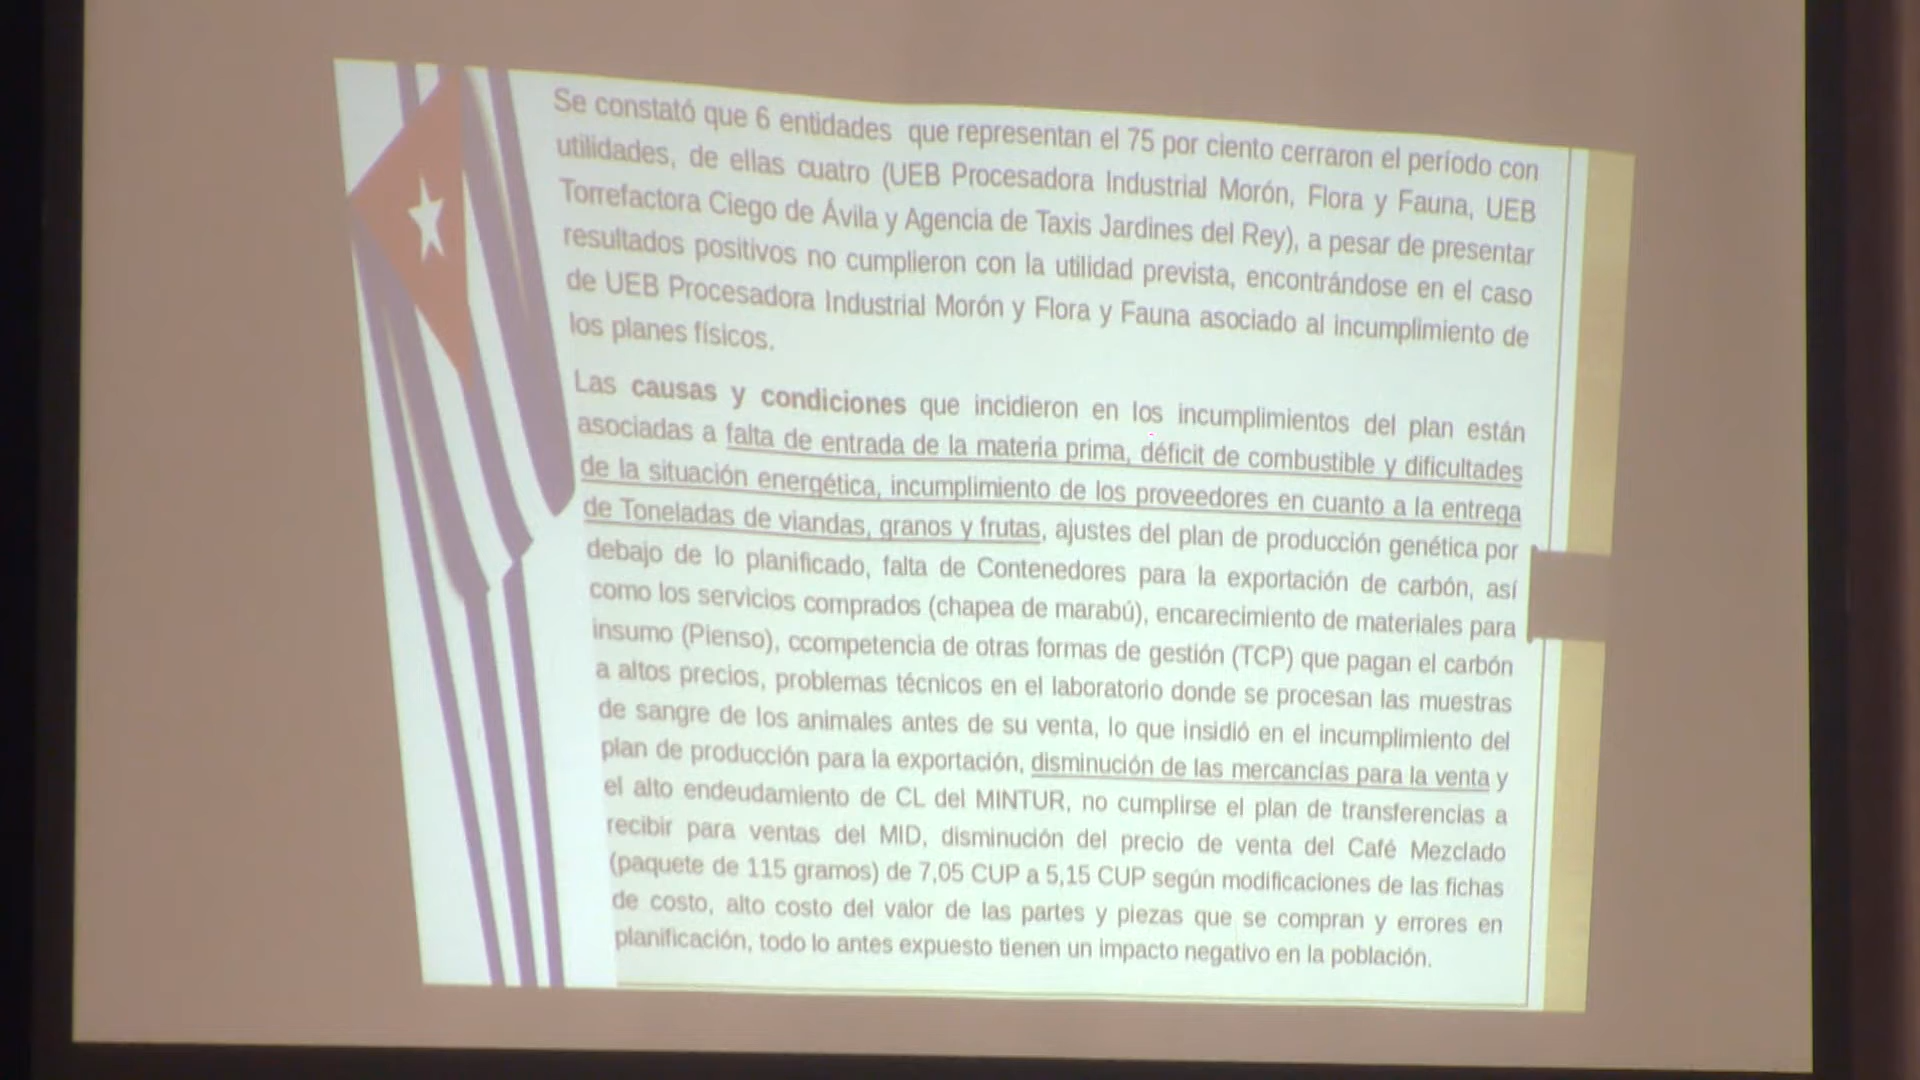 Se constató que 6 entidades que representan el 75 por ciento cerraron el período con
utilidades, de ellas cuatro (UEB Procesadora Industrial Morón, Flora y Fauna, UEB
Torrefactora Ciego de Ávila y Agencia de Taxis Jardines del Rey), a pesar de presentar
resultados positivos no cumplieron con la utilidad prevista, encontrándose en el caso
de UEB Procesadora Industrial Morón y Flora y Fauna asociado al incumplimiento de
los planes físicos.
Las causas y condiciones que incidieron en los incumplimientos del plan están
asociadas a falta de entrada de la materia prima, déficit de combustible y dificultades
de la situación energética, incumplimiento de los proveedores en cuanto a la entrega
de Toneladas de viandas, granos y frutas, ajustes del plan de producción genética por
debajo de lo planificado, falta de Contenedores para la exportación de carbón, así
como los servicios comprados (chapea de marabú), encarecimiento de materiales para
insumo (Pienso), ccompetencia de otras formas de gestión (TCP) que pagan el carbón
a altos precios, problemas técnicos en el laboratorio donde se procesan las muestras
de sangre de los animales antes de su venta, lo que insidió en el incumplimiento del
plan de producción para la exportación, disminución de las mercancías para la venta y
el alto endeudamiento de CL del MINTUR, no cumplirse el plan de transferencias a
recibir para ventas del MID, disminución del precio de venta del Café Mezclado
(paquete de 115 gramos) de 7,05 CUP a 5,15 CUP según modificaciones de las fichas
de costo, alto costo del valor de las partes y piezas que se compran y errores en
planificación, todo lo antes expuesto tienen un impacto negativo en la población.